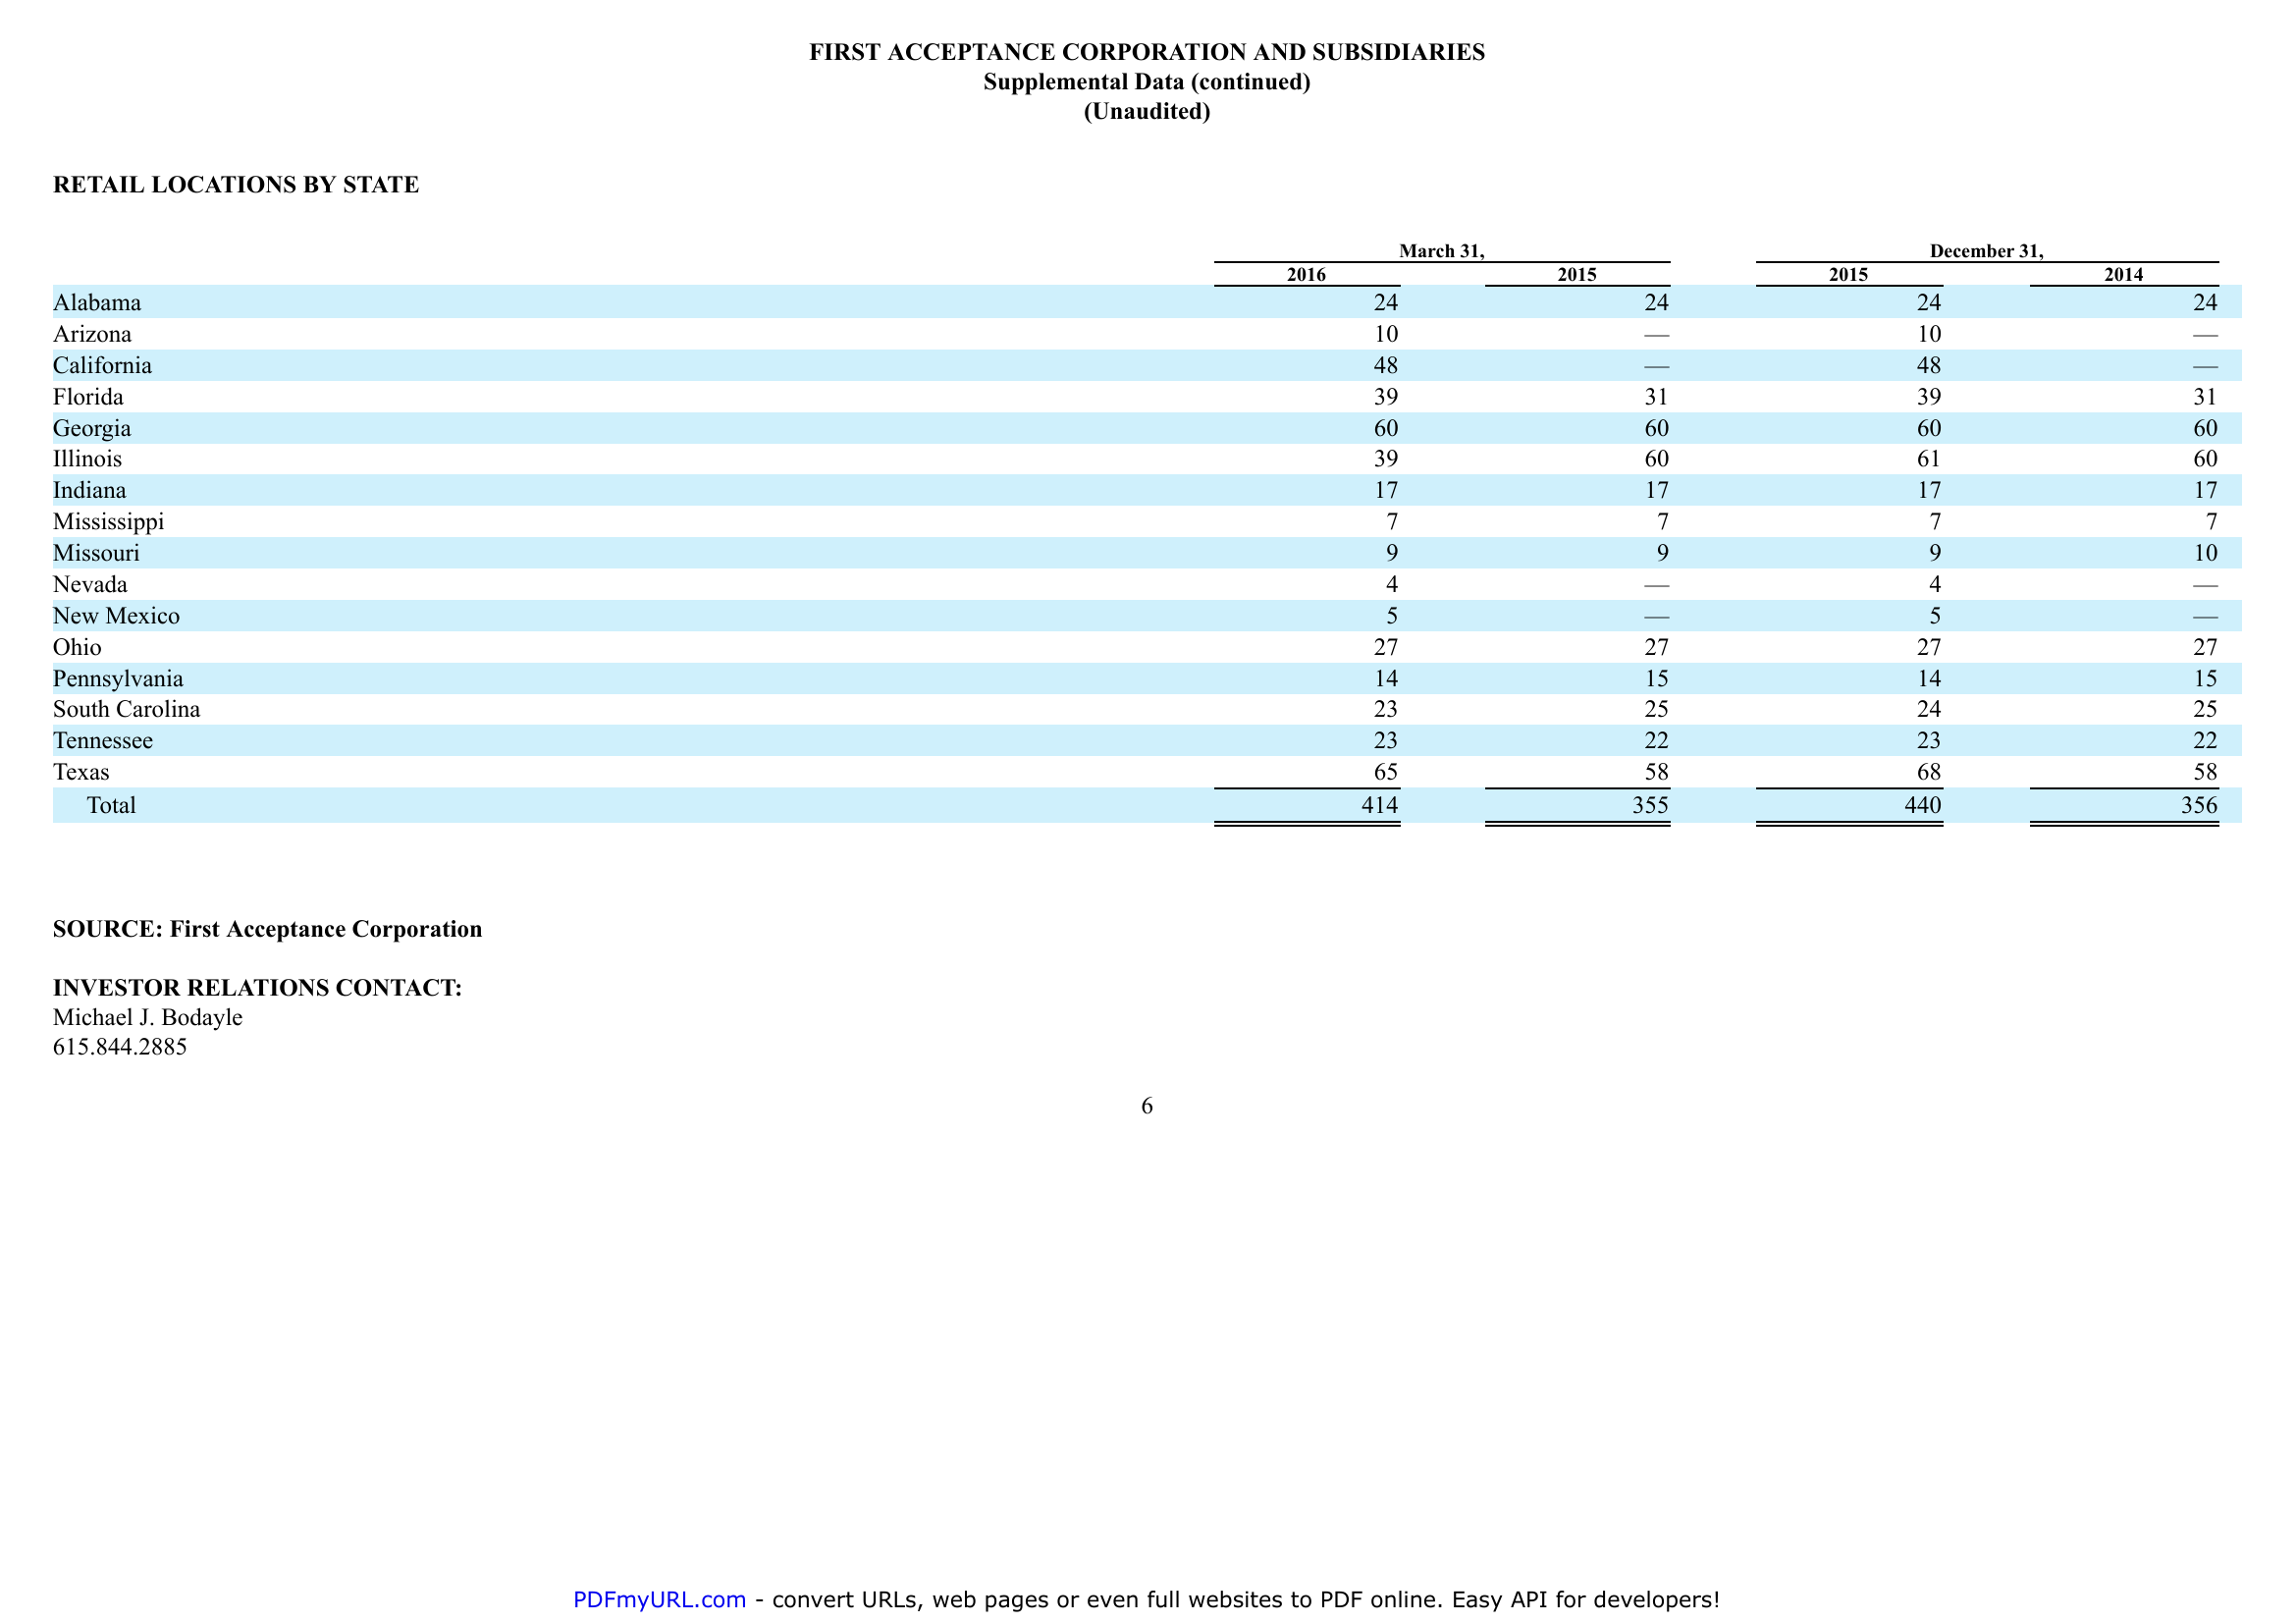 FIRST ACCEPTANCE CORPORATION AND SUBSIDIARIES
Supplemental Data (continued)
(Unaudited)
RETAIL LOCATIONS BY STATE
March 31, December 31,
2016 2015 2015 2014
Alabama 24 24 24 24
Arizona 10 — 10 —
California 48 — 48 —
Florida 39 31 39 31
Georgia 60 60 60 60
Illinois 39 60 61 60
Indiana 17 17 17 17
Mississippi 7 7 7 7
Missouri 9 9 9 10
Nevada 4 — 4 —
New Mexico 5 — 5 —
Ohio 27 27 27 27
Pennsylvania 14 15 14 15
South Carolina 23 25 24 25
Tennessee 23 22 23 22
Texas 65 58 68 58
Total 414 355 440 356
SOURCE: First Acceptance Corporation
INVESTOR RELATIONS CONTACT:
Michael J. Bodayle
615.844.2885
6
PDFmyURL.com - convert URLs, web pages or even full websites to PDF online. Easy API for developers!